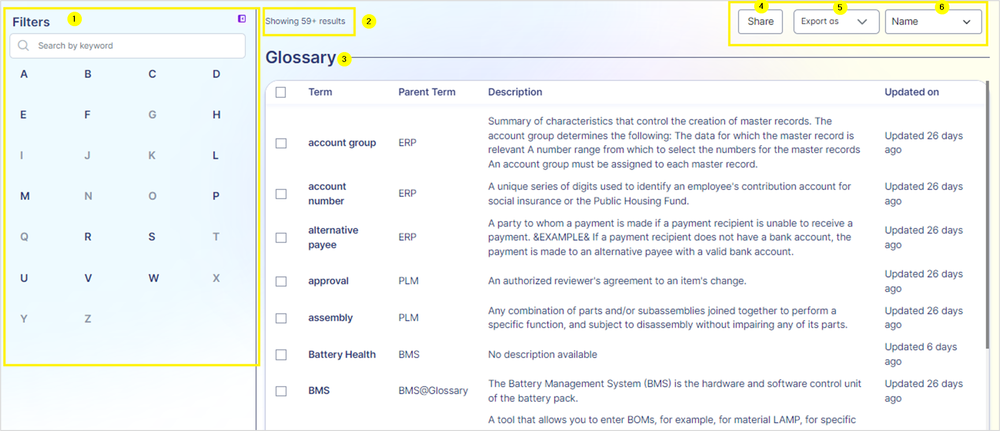 Filters
1
Search by keyword
A B C D
E F G H
I J K L
M N O P
Q R S T
U V W X
Y Z
Showing 59+ results
2
4
Share
5
Export as
6
Name
Glossary
3
Term Parent Term Description Updated on
account group
ERP
Summary of characteristics that control the creation of master records. The
account group determines the following: The data for which the master record is
relevant A number range from which to select the numbers for the master records
An account group must be assigned to each master record.
Updated 26 days
ago
account
number
ERP
A unique series of digits used to identify an employee's contribution account for
social insurance or the Public Housing Fund.
Updated 26 days
ago
alternative
payee
ERP
A party to whom a payment is made if a payment recipient is unable to receive a
payment. &EXAMPLE& If a payment recipient does not have a bank account, the
payment is made to an alternative payee with a valid bank account.
Updated 26 days
ago
approval
PLM
An authorized reviewer's agreement to an item's change.
Updated 26 days
ago
assembly
PLM
Any combination of parts and/or subassemblies joined together to perform a
specific function, and subject to disassembly without impairing any of its parts.
Updated 26 days
ago
Battery Health
BMS
No description available
Updated 6 days
ago
BMS
BMS@Glossary
The Battery Management System (BMS) is the hardware and software control unit
of the battery pack.
Updated 26 days
ago
A tool that allows you to enter BOMs, for example, for material LAMP, for specific